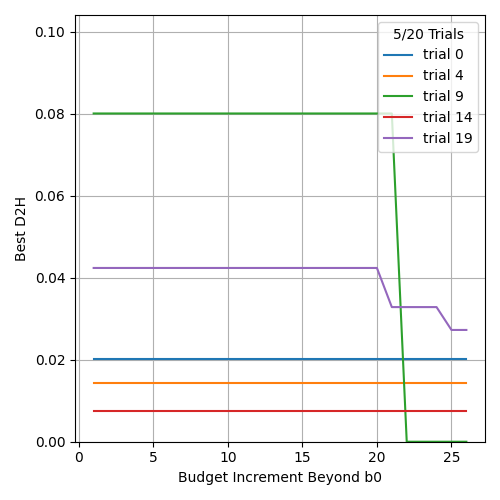 5/20 Trials
trial 0
trial 4
trial 9
trial 14
trial 19
0.10
0.08
0.06
0.04
0.02
0.00
Best D2H
0 5 10 15 20 25
Budget Increment Beyond b0